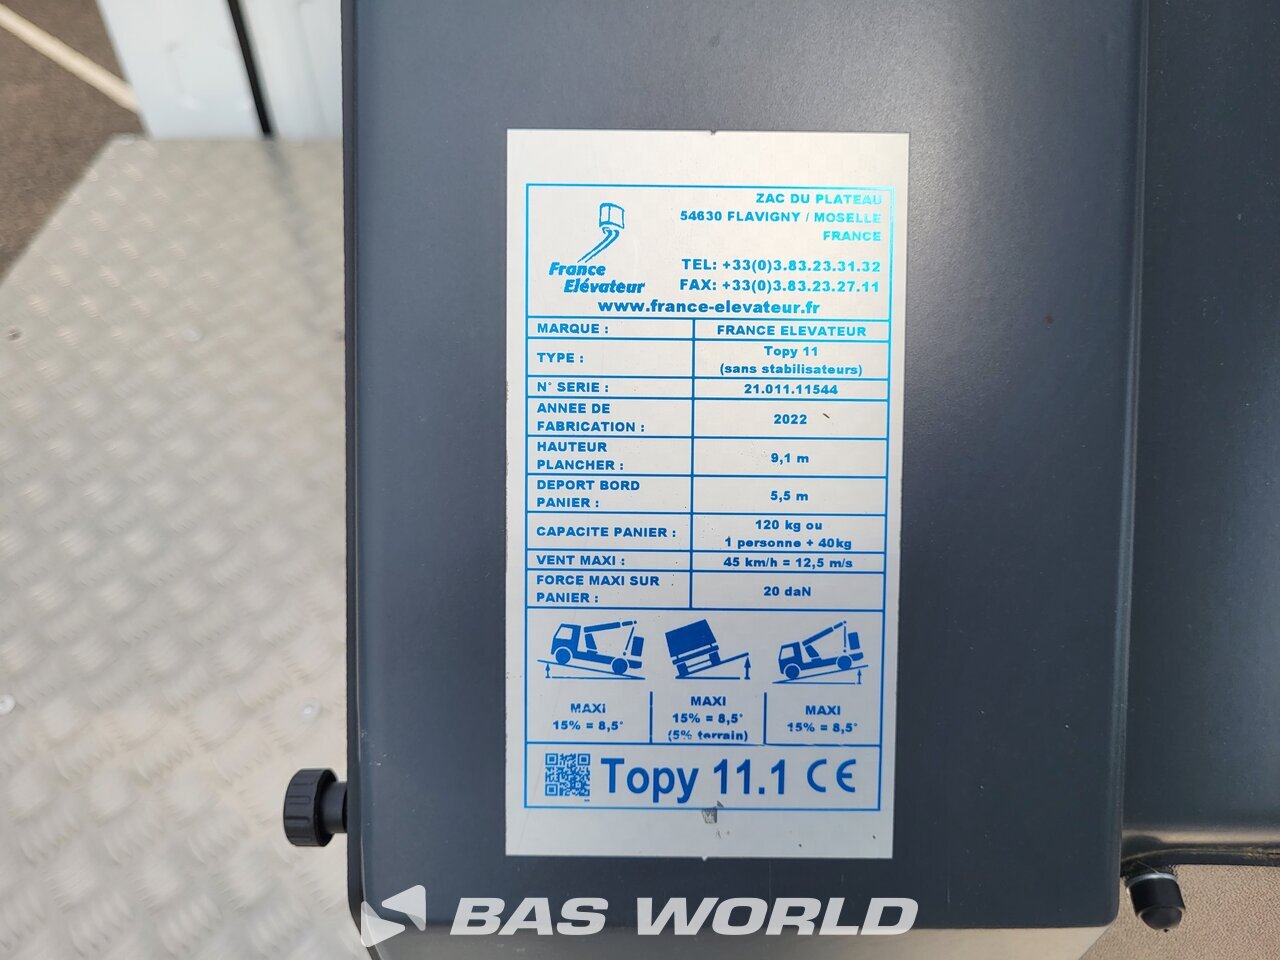 ZAC DU PLATEAU
54630 FLAVIGNY / MOSELLE
FRANCE
France
Elévateur
TEL: +33(0)3.83.23.31.32
FAX: +33(0)3.83.23.27.11
www.france-elevateur.fr
MARQUE : FRANCE ELEVATEUR
TYPE : Topy 11
(sans stabilisateurs)
N° SERIE : 21.011.11544
ANNEE DE
FABRICATION : 2022
HAUTEUR
PLANCHER : 9,1 m
DEPORT BORD
PANIER : 5,5 m
CAPACITE PANIER : 120 kg ou
1 personne + 40kg
VENT MAXI : 45 km/h = 12,5 m/s
FORCE MAXI SUR
PANIER : 20 daN
MAXI
15% = 8,5°
MAXI
15% = 8,5°
(5% terrain)
MAXI
15% = 8,5°
Topy 11.1 CE
BAS WORLD